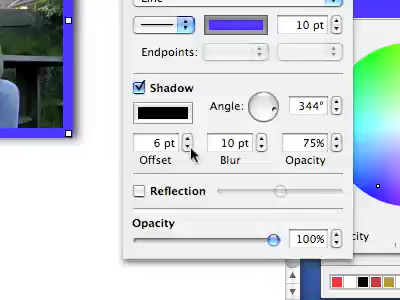 10 pt
Endpoints:
Shadow
Angle: 344°
6 pt 10 pt 75%
Offset Blur Opacity
Reflection
Opacity
100%